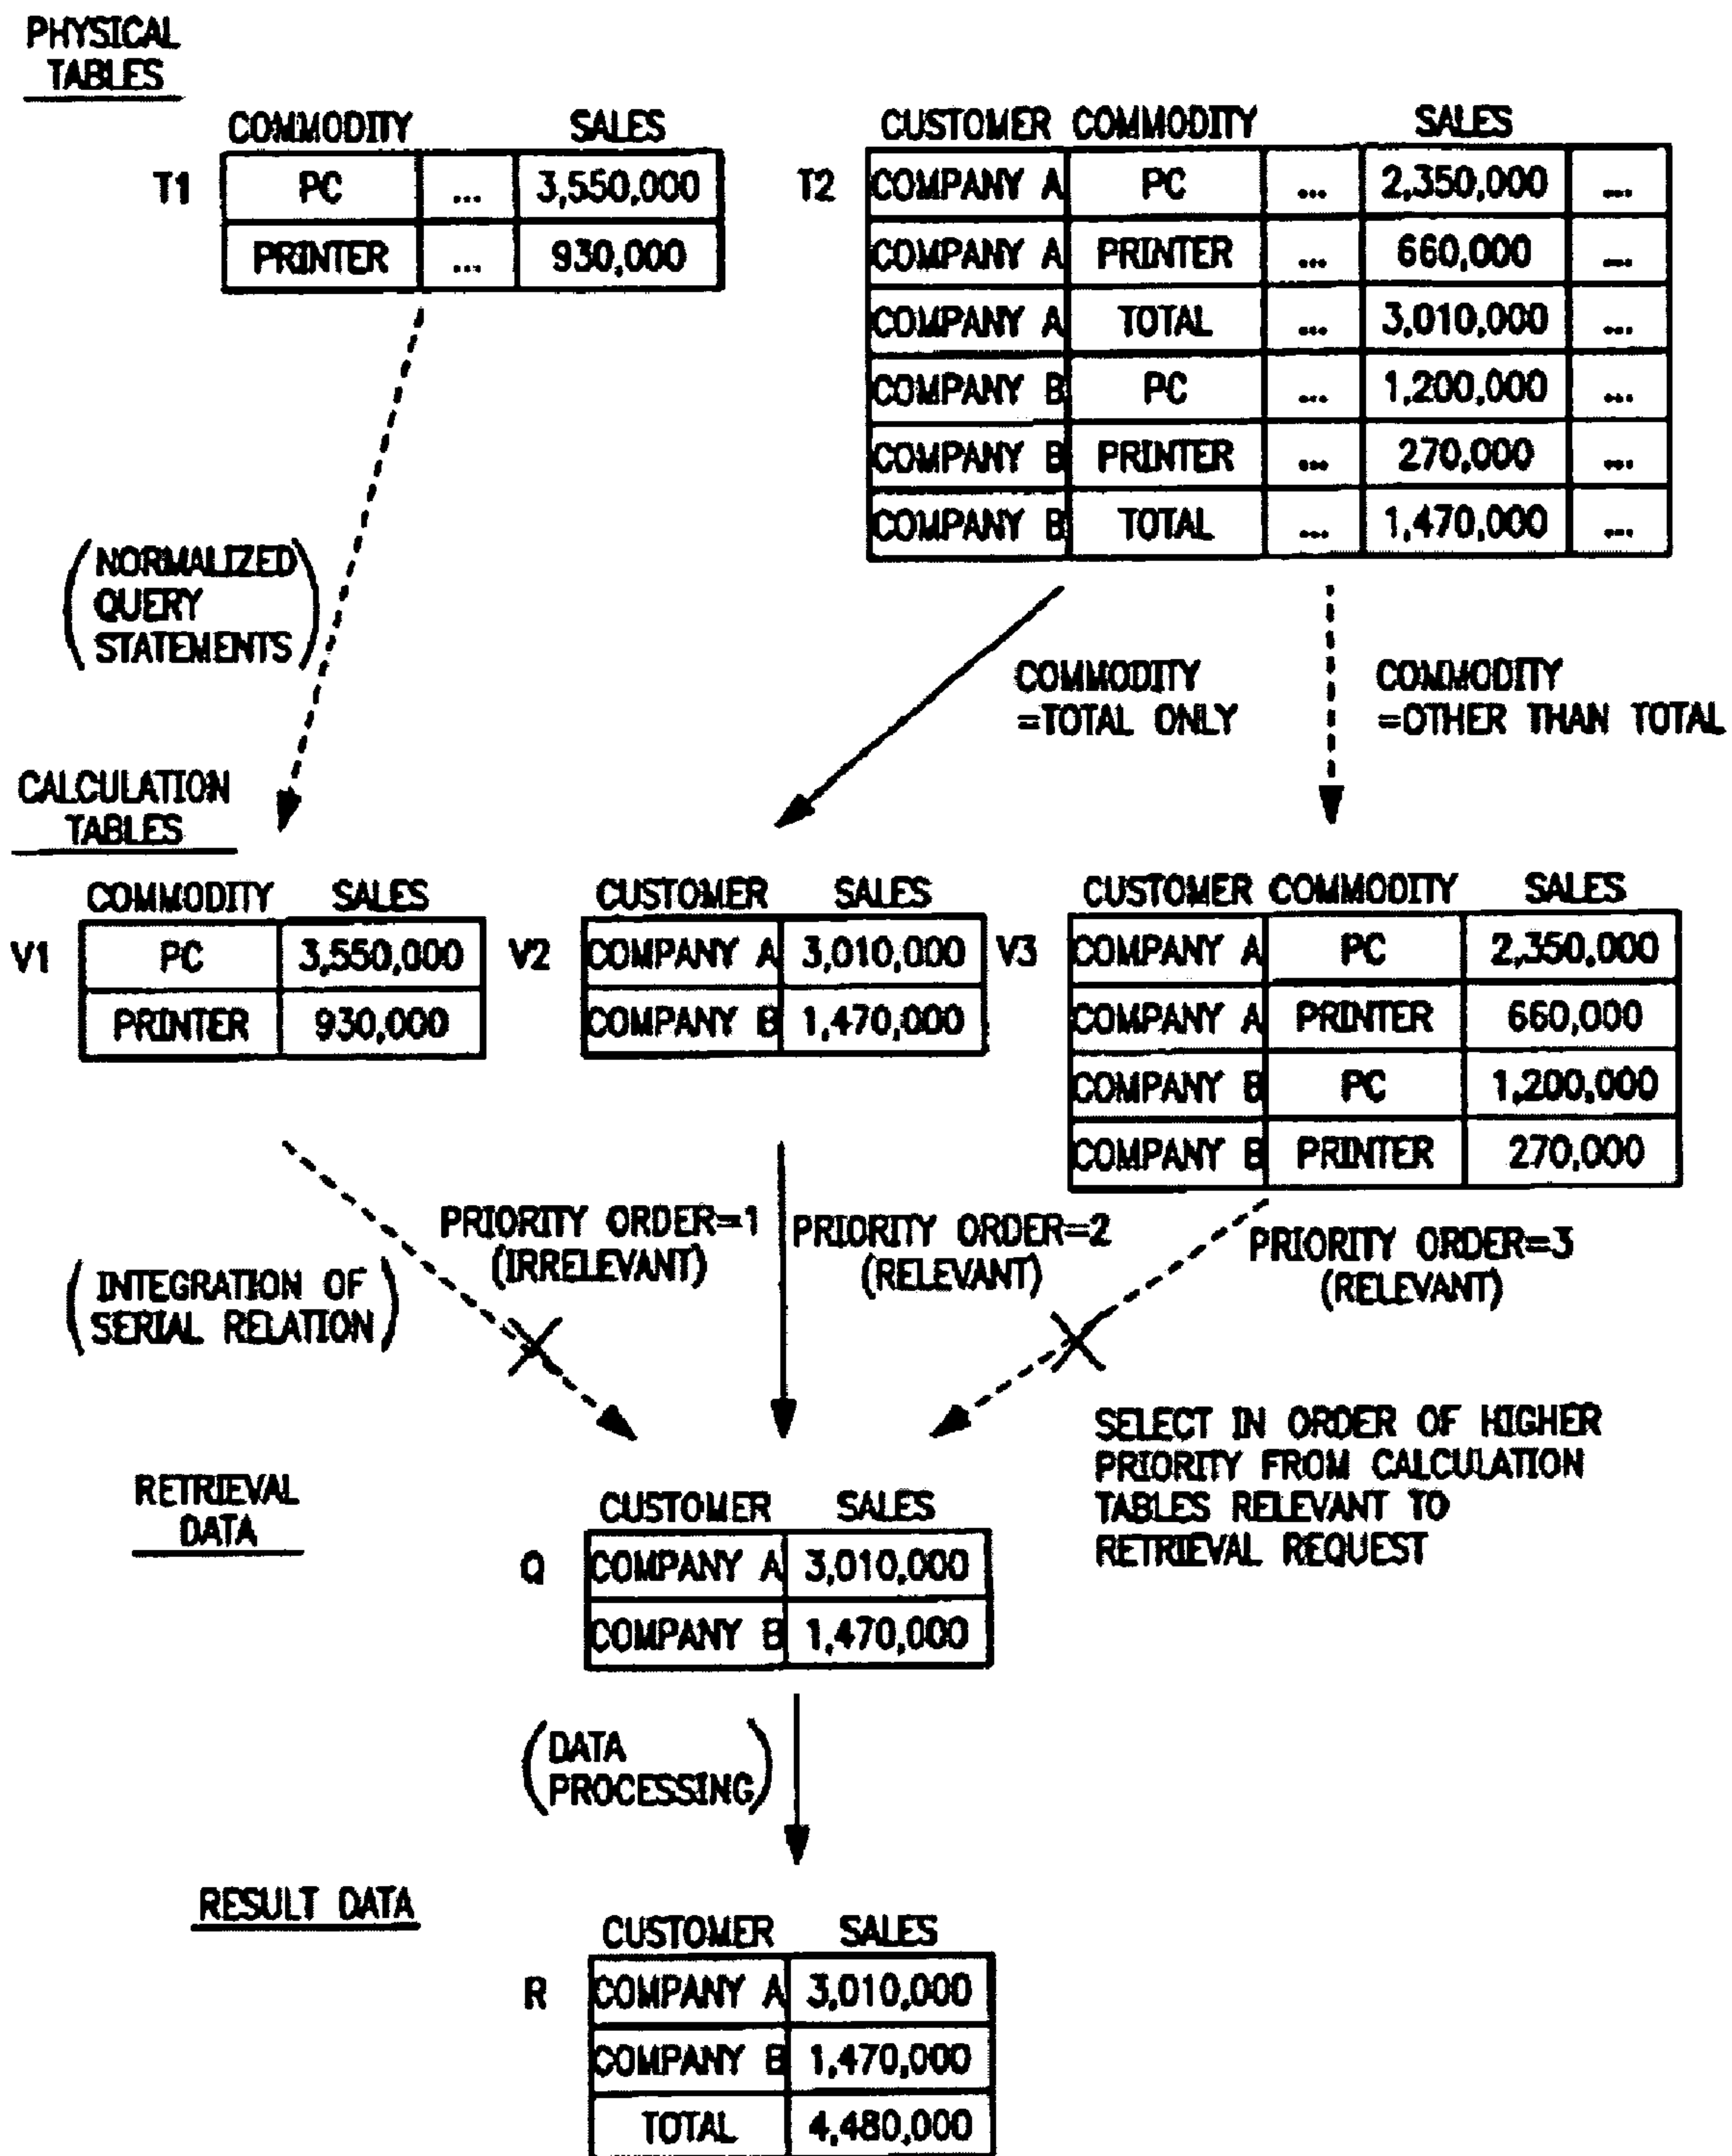 PHYSICAL
TABLES
COMMODITY SALES
T1 PC ... 3,550,000
PRINTER ... 930,000
CUSTOMER COMMODITY SALES
T2 COMPANY A PC ... 2,350,000 ...
COMPANY A PRINTER ... 660,000 ...
COMPANY A TOTAL ... 3,010,000 ...
COMPANY B PC ... 1,200,000 ...
COMPANY B PRINTER ... 270,000 ...
COMPANY B TOTAL ... 1,470,000 ...
(NORMALIZED
QUERY
STATEMENTS)
COMMODITY
=TOTAL ONLY
COMMODITY
=OTHER THAN TOTAL
CALCULATION
TABLES
COMMODITY SALES
V1 PC 3,550,000
PRINTER 930,000
CUSTOMER SALES
V2 COMPANY A 3,010,000
COMPANY B 1,470,000
CUSTOMER COMMODITY SALES
V3 COMPANY A PC 2,350,000
COMPANY A PRINTER 660,000
COMPANY B PC 1,200,000
COMPANY B PRINTER 270,000
PRIORITY ORDER=1
(IRRELEVANT)
PRIORITY ORDER=2
(RELEVANT)
PRIORITY ORDER=3
(RELEVANT)
(INTEGRATION OF
SERIAL RELATION)
SELECT IN ORDER OF HIGHER
PRIORITY FROM CALCULATION
TABLES RELEVANT TO
RETRIEVAL REQUEST
RETRIEVAL
DATA
CUSTOMER SALES
Q COMPANY A 3,010,000
COMPANY B 1,470,000
(DATA
PROCESSING)
RESULT DATA
CUSTOMER SALES
R COMPANY A 3,010,000
COMPANY B 1,470,000
TOTAL 4,480,000